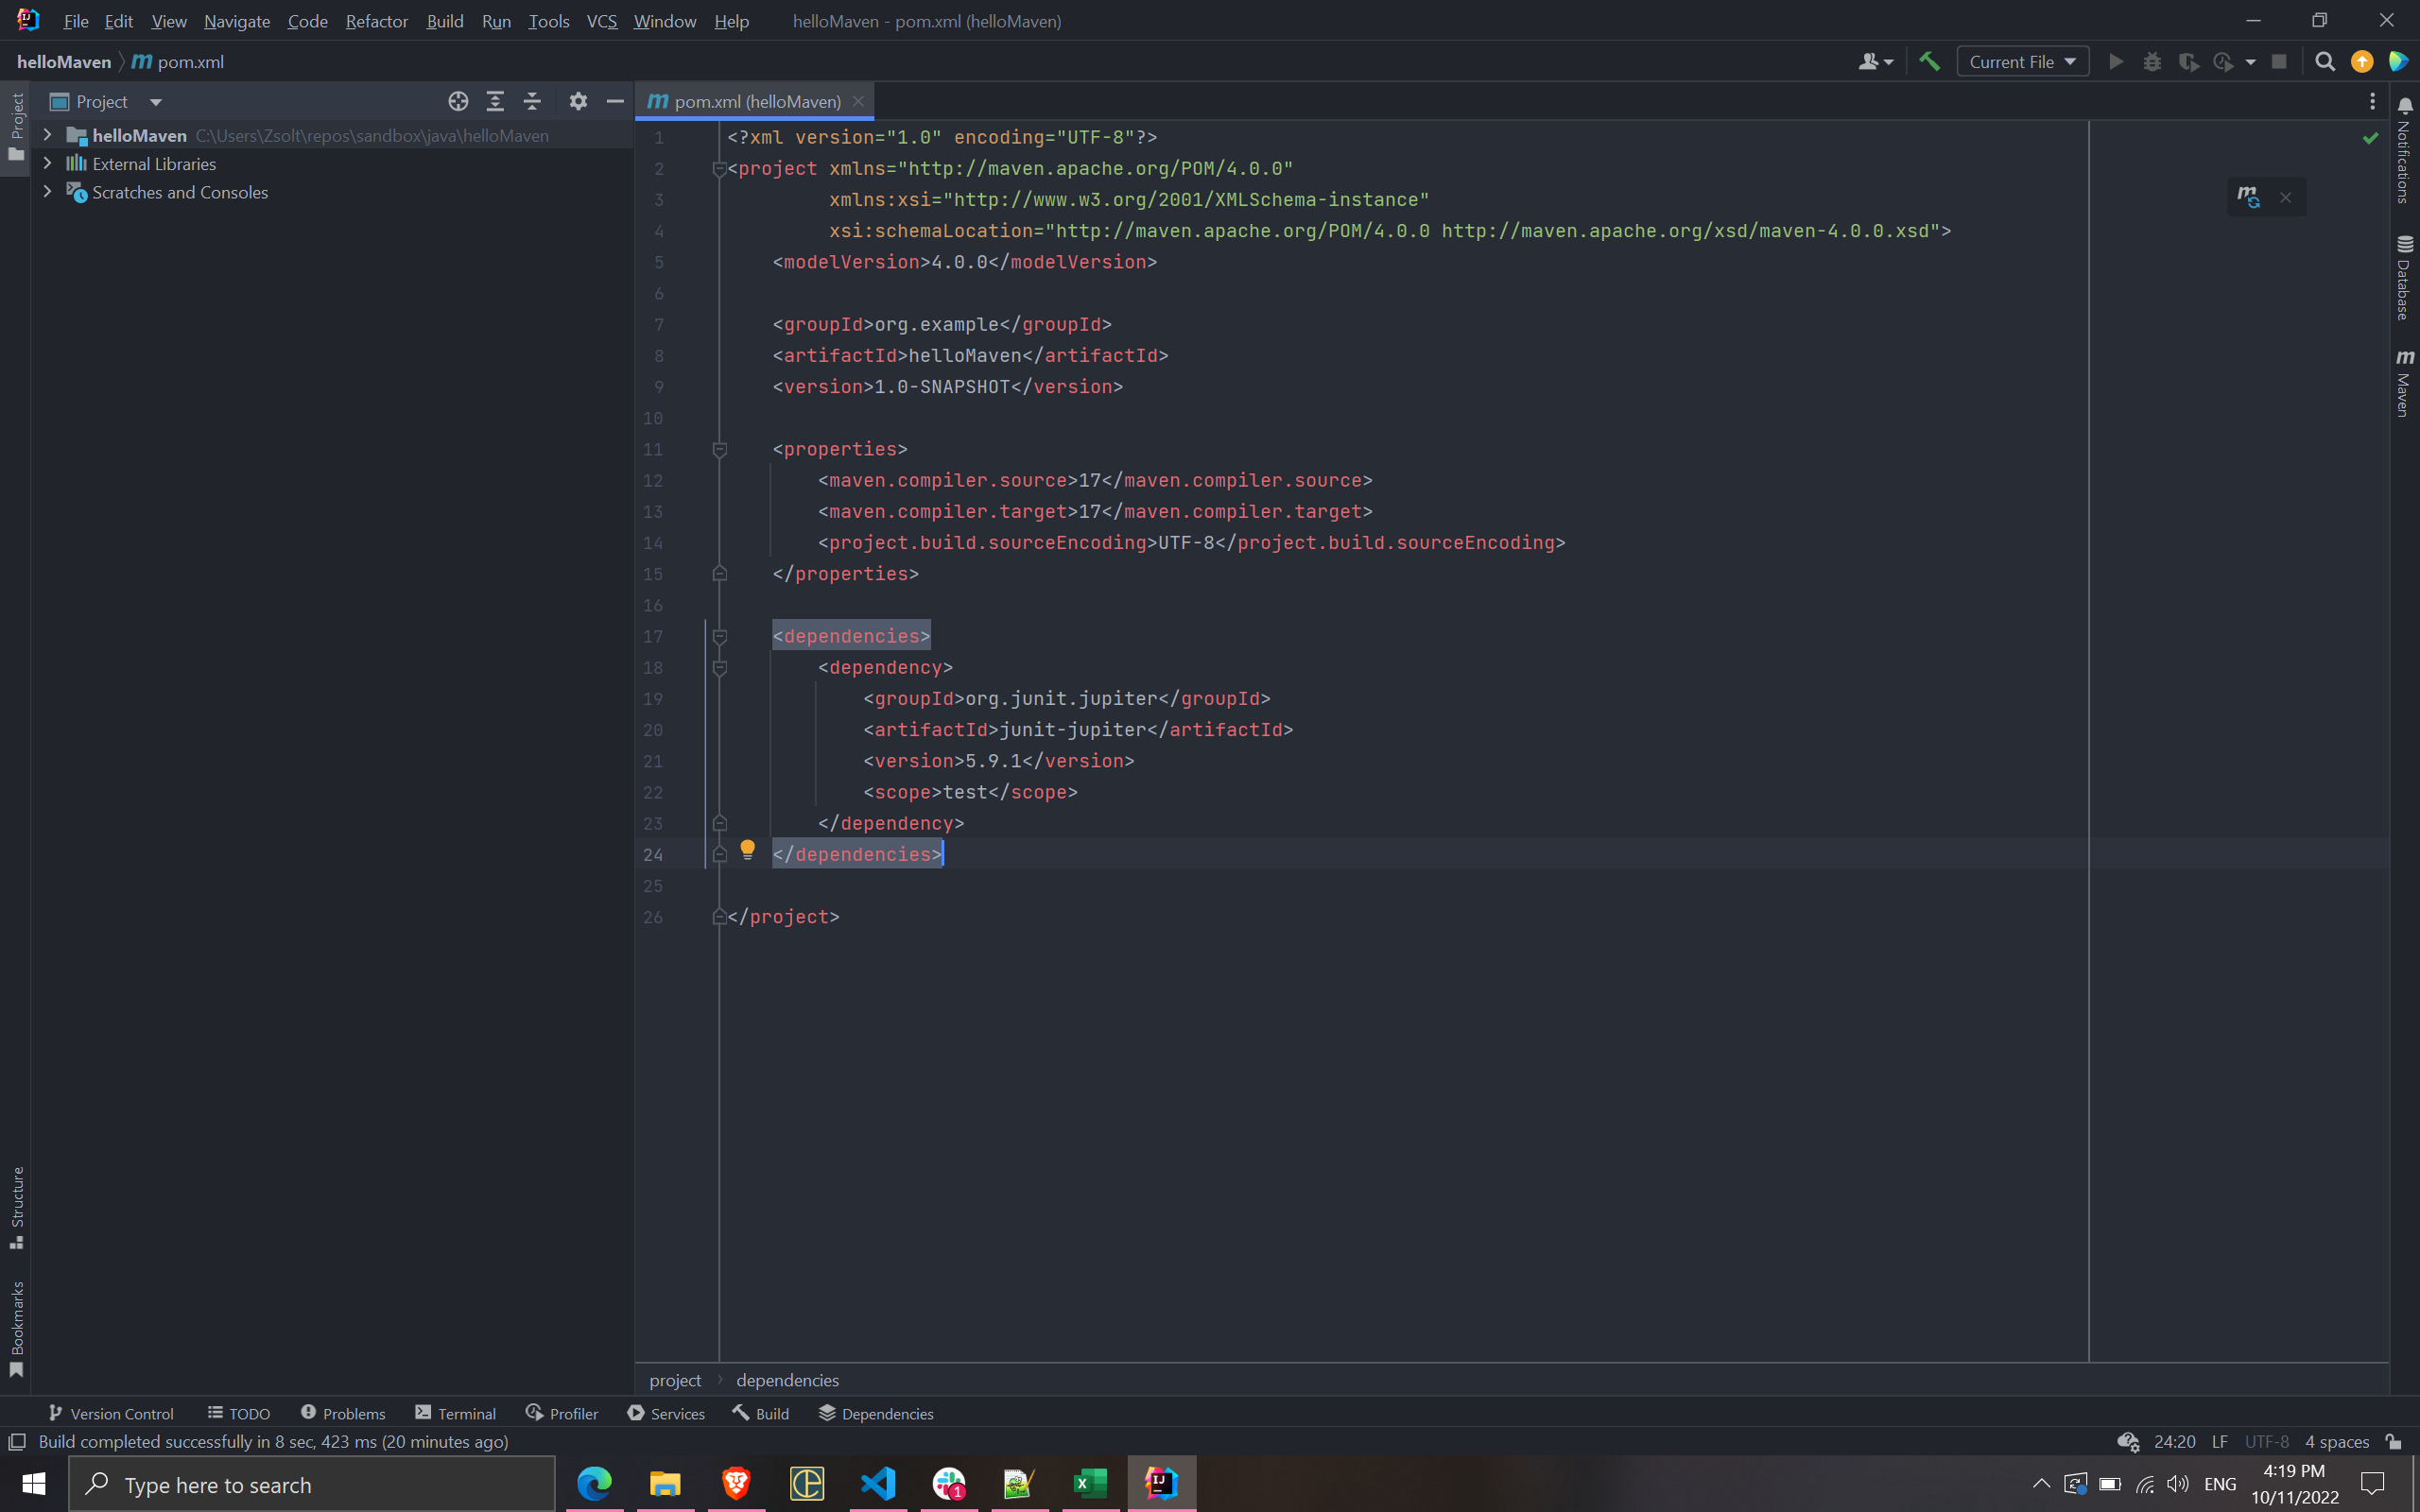 File Edit View Navigate Code Refactor Build Run Tools VCS Window Help helloMaven - pom.xml (helloMaven)
helloMaven m pom.xml Current File
Project pom.xml (helloMaven)
Project
helloMaven C:\Users\Zsolt\repos\sandbox\java\helloMaven
External Libraries
Scratches and Consoles
1 <?xml version="1.0" encoding="UTF-8"?>
2 <project xmlns="http://maven.apache.org/POM/4.0.0"
3 xmlns:xsi="http://www.w3.org/2001/XMLSchema-instance"
4 xsi:schemaLocation="http://maven.apache.org/POM/4.0.0 http://maven.apache.org/xsd/maven-4.0.0.xsd">
5 <modelVersion>4.0.0</modelVersion>
6
7 <groupId>org.example</groupId>
8 <artifactId>helloMaven</artifactId>
9 <version>1.0-SNAPSHOT</version>
10
11 <properties>
12 <maven.compiler.source>17</maven.compiler.source>
13 <maven.compiler.target>17</maven.compiler.target>
14 <project.build.sourceEncoding>UTF-8</project.build.sourceEncoding>
15 </properties>
16
17 <dependencies>
18 <dependency>
19 <groupId>org.junit.jupiter</groupId>
20 <artifactId>junit-jupiter</artifactId>
21 <version>5.9.1</version>
22 <scope>test</scope>
23 </dependency>
24 </dependencies>
25
26 </project>
Notifications
Database
Maven
Structure
Bookmarks
project dependencies
Version Control TODO Problems Terminal Profiler Services Build Dependencies
Build completed successfully in 8 sec, 423 ms (20 minutes ago) 24:20 LF UTF-8 4 spaces
Type here to search 1 ENG
4:19 PM
10/11/2022